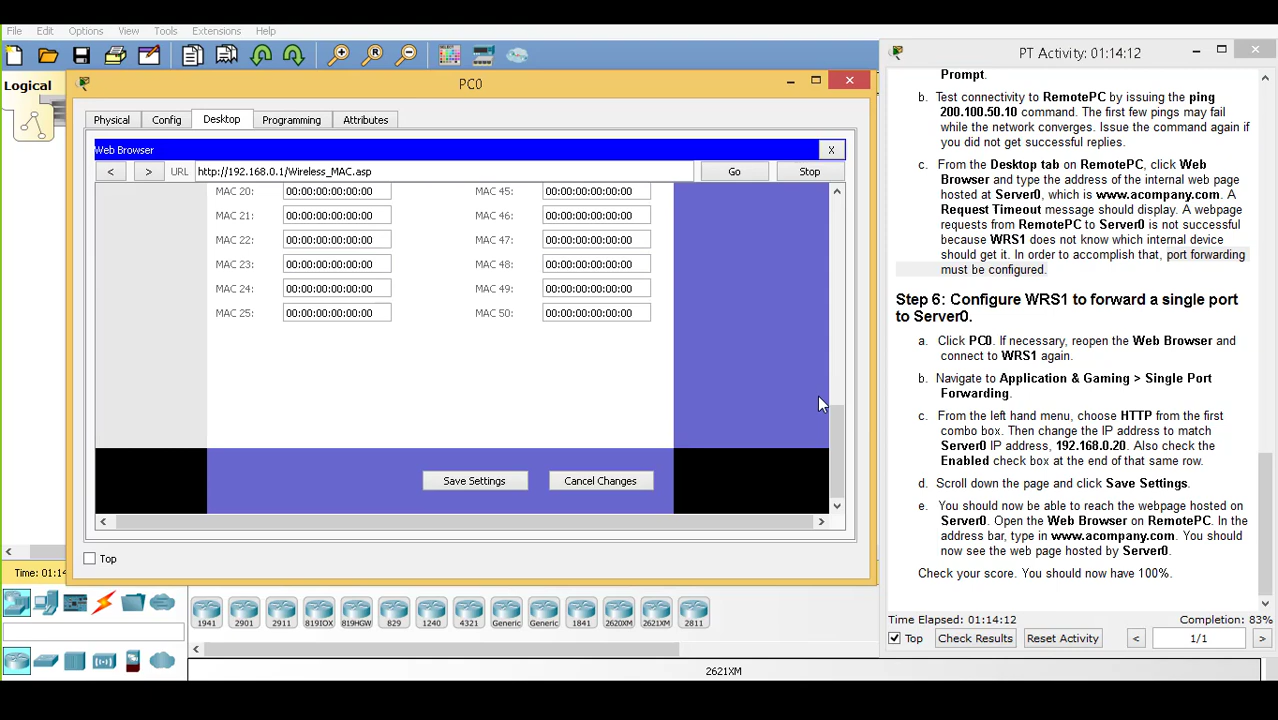 File Edit Options View Tools Extensions
PT Activity: 01:14:12
Logical
PC0
Physical Config Desktop Programming Attributes
Web Browser X
< > URL http://192.168.0.1/Wireless_MAC.asp Go Stop
MAC 20: 00:00:00:00:00:00 MAC 45: 00:00:00:00:00:00
MAC 21: 00:00:00:00:00:00 MAC 46: 00:00:00:00:00:00
MAC 22: 00:00:00:00:00:00 MAC 47: 00:00:00:00:00:00
MAC 23: 00:00:00:00:00:00 MAC 48: 00:00:00:00:00:00
MAC 24: 00:00:00:00:00:00 MAC 49: 00:00:00:00:00:00
MAC 25: 00:00:00:00:00:00 MAC 50: 00:00:00:00:00:00
Save Settings Cancel Changes
Top
Time: 01:14
1941 2901 2911 819IOX 819HGW 829 1240 4321 Generic Generic 1841 2620XM 2621XM 2811
2621XM
Prompt.
b. Test connectivity to RemotePC by issuing the ping
200.100.50.10 command. The first few pings may fail
while the network converges. Issue the command again if
you did not get successful replies.
c. From the Desktop tab on RemotePC, click Web
Browser and type the address of the internal web page
hosted at Server0, which is www.acompany.com. A
Request Timeout message should display. A webpage
requests from RemotePC to Server0 is not successful
because WRS1 does not know which internal device
should get it. In order to accomplish that, port forwarding
must be configured.
Step 6: Configure WRS1 to forward a single port
to Server0.
a. Click PC0. If necessary, reopen the Web Browser and
connect to WRS1 again.
b. Navigate to Application & Gaming > Single Port
Forwarding.
c. From the left hand menu, choose HTTP from the first
combo box. Then change the IP address to match
Server0 IP address, 192.168.0.20. Also check the
Enabled check box at the end of that same row.
d. Scroll down the page and click Save Settings.
e. You should now be able to reach the webpage hosted on
Server0. Open the Web Browser on RemotePC. In the
address bar, type in www.acompany.com. You should
now see the web page hosted by Server0.
Check your score. You should now have 100%.
Time Elapsed: 01:14:12 Completion: 83%
Top Check Results Reset Activity < 1/1 >